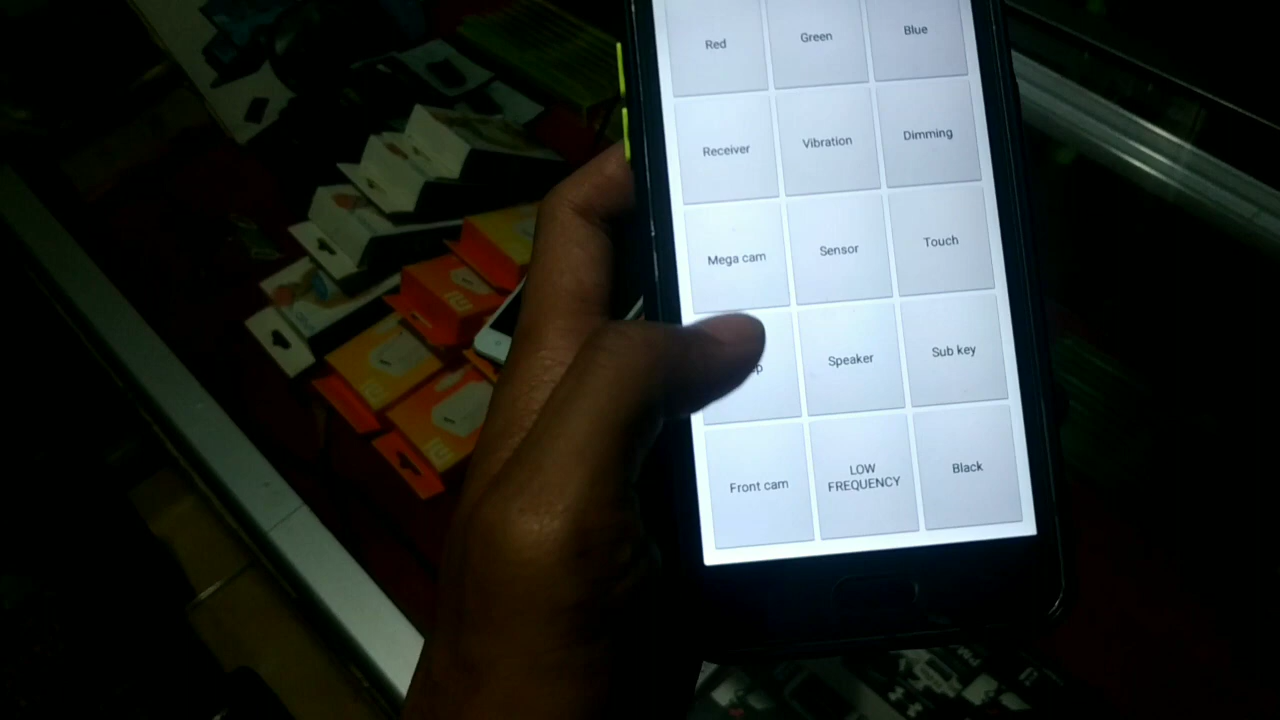 Red
Green
Blue
Receiver
Vibration
Dimming
Mega cam
Sensor
Touch
Speaker
Sub key
Front cam
LOW
FREQUENCY
Black